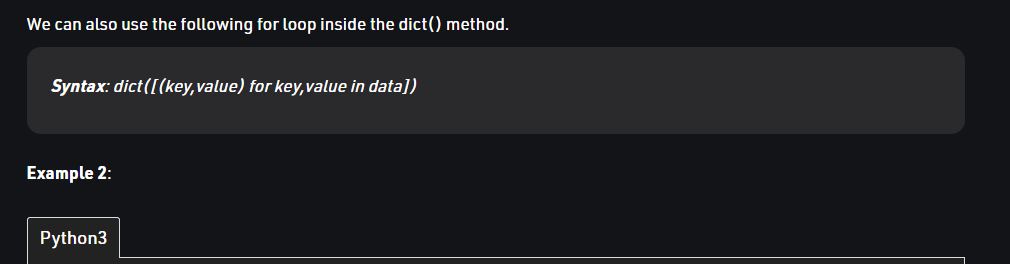 We can also use the following for loop inside the dict() method.
Syntax: dict([(key,value) for key,value in data])
Example 2:
Python3